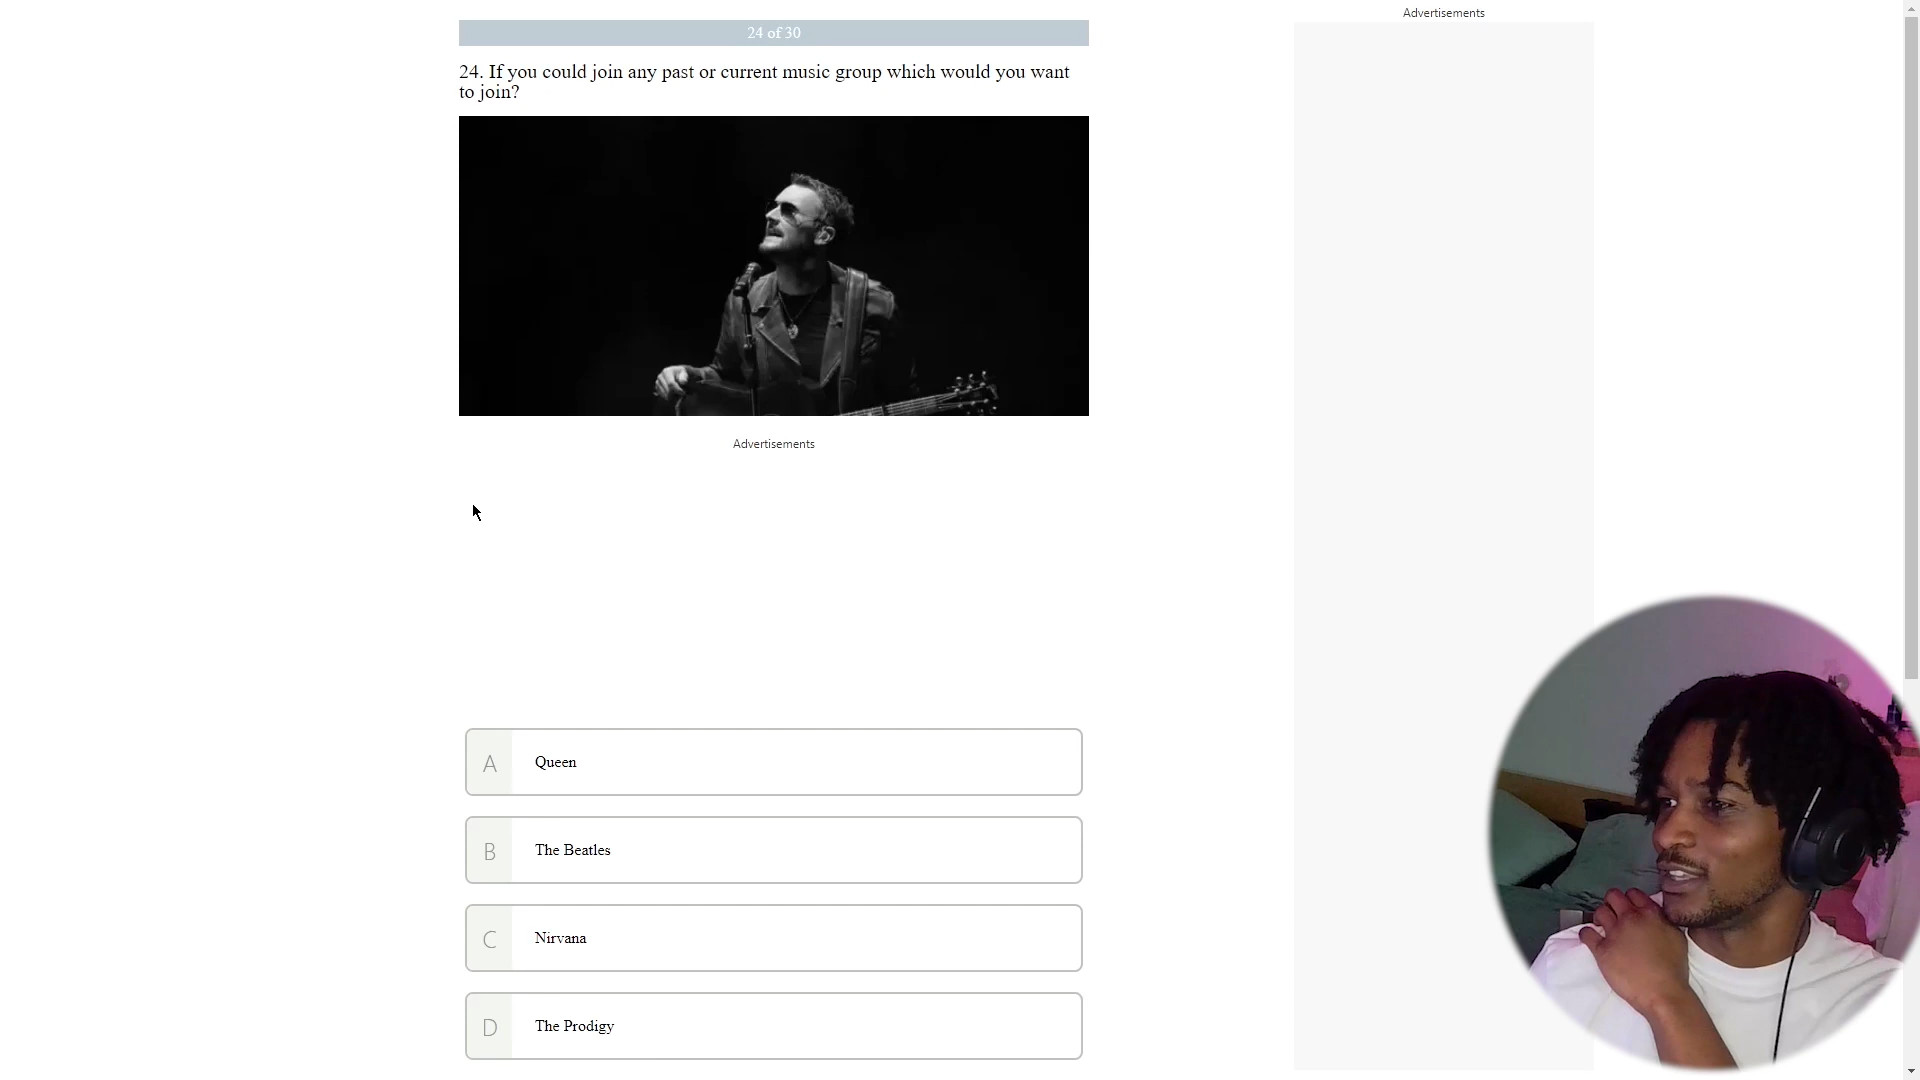 Advertisements
24 of 30
24. If you could join any past or current music group which would you want
to join?
Advertisements
A
Queen
B
The Beatles
C
Nirvana
D
The Prodigy